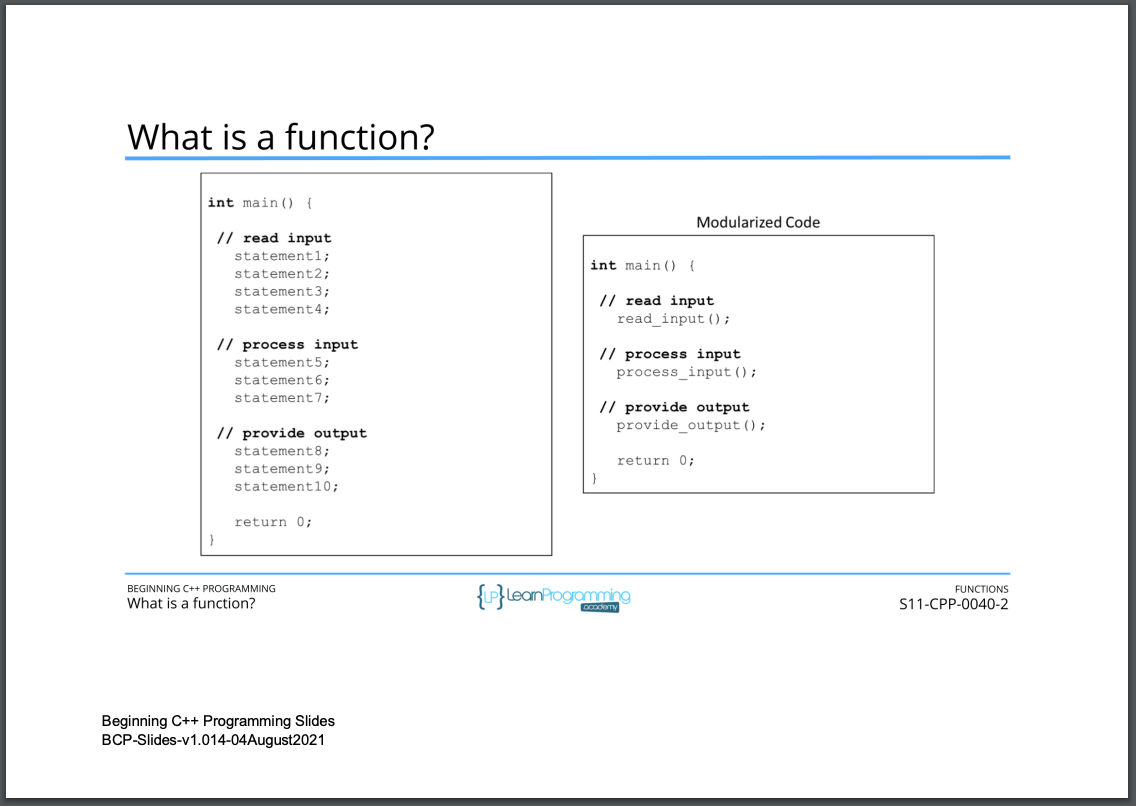 What is a function?
int main() {
// read input
statement1;
statement2;
statement3;
statement4;
// process input
statement5;
statement6;
statement7;
// provide output
statement8;
statement9;
statement10;
return 0;
}
Modularized Code
int main() {
// read input
read_input();
// process input
process_input();
// provide output
provide_output();
return 0;
}
BEGINNING C++ PROGRAMMING
What is a function?
{LP} LearnProgramming
academy
FUNCTIONS
S11-CPP-0040-2
Beginning C++ Programming Slides
BCP-Slides-v1.014-04August2021